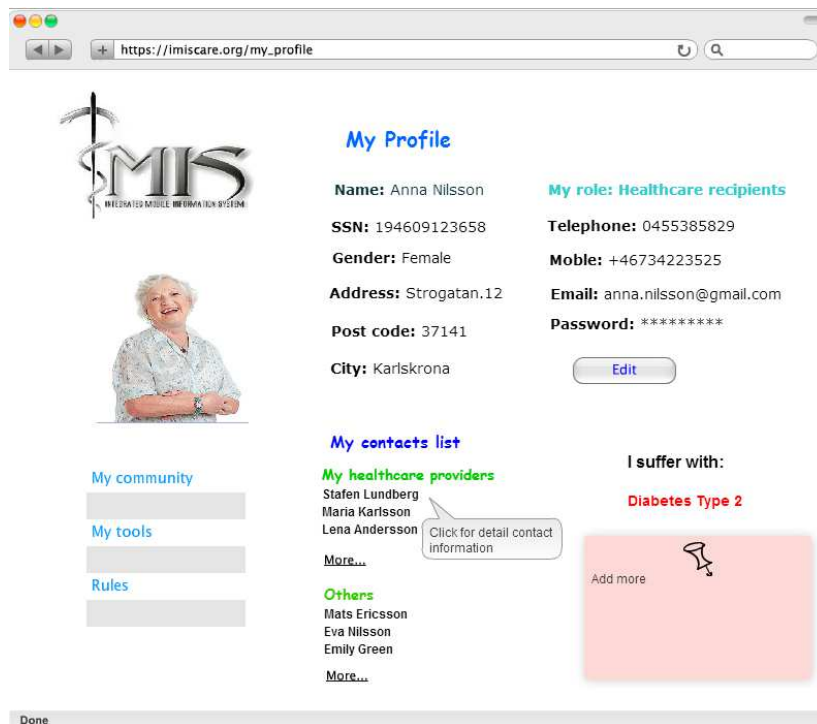 https://imiscare.org/my_profile
IMIS
INTEGRATED MOBILE INFORMATION SYSTEM
My Profile
Name: Anna Nilsson
My role: Healthcare recipients
SSN: 194609123658
Telephone: 0455385829
Gender: Female
Moble: +46734223525
Address: Strogatan.12
Email: anna.nilsson@gmail.com
Post code: 37141
Password: *********
City: Karlskrona
Edit
My community
My tools
Rules
My contacts list
My healthcare providers
Stafen Lundberg
Maria Karlsson
Lena Andersson
Click for detail contact
information
More...
Others
Mats Ericsson
Eva Nilsson
Emily Green
More...
I suffer with:
Diabetes Type 2
Add more
Done